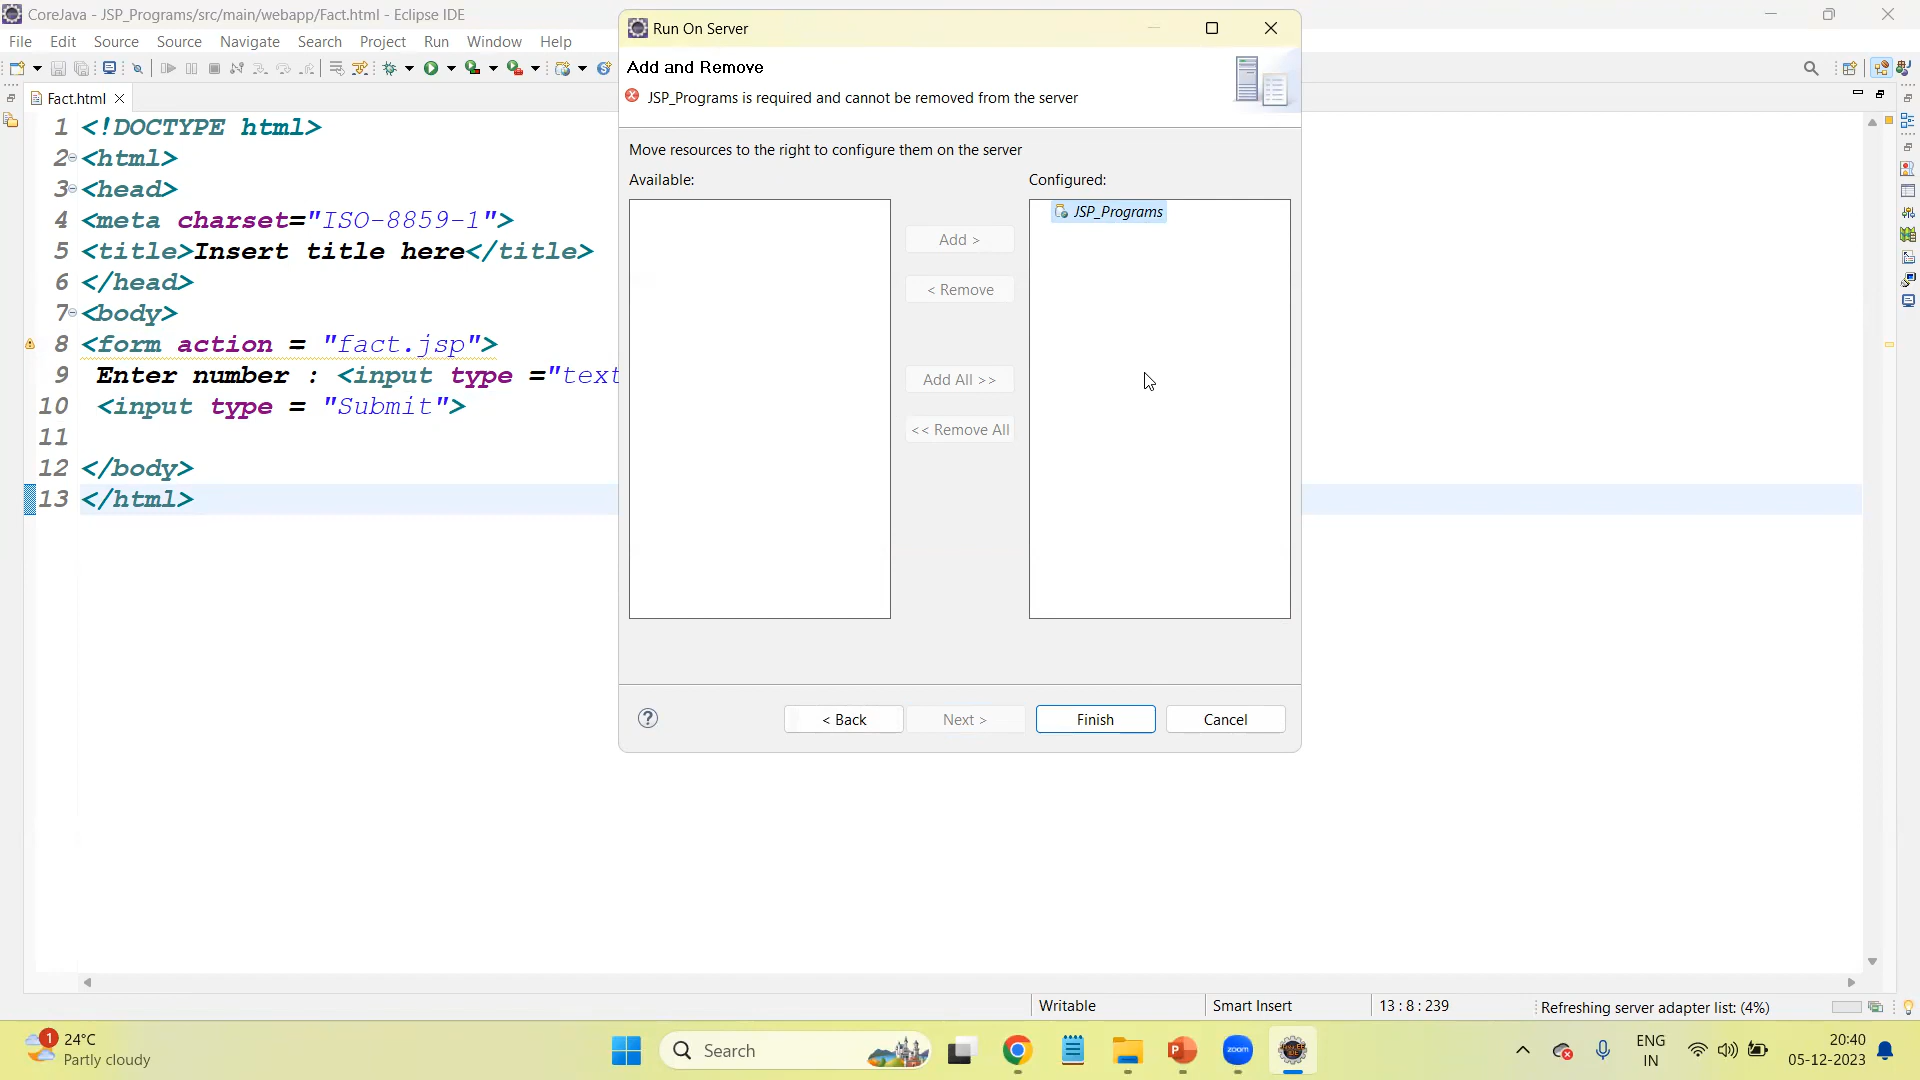 CoreJava - JSP_Programs/src/main/webapp/Fact.html - Eclipse IDE
File Edit Source Source Navigate Search Project Run Window Help
Fact.html
1 <!DOCTYPE html>
2 <html>
3 <head>
4 <meta charset="ISO-8859-1">
5 <title>Insert title here</title>
6 </head>
7 <body>
8 <form action = "fact.jsp">
9 Enter number : <input type ="text
10 <input type = "Submit">
11
12 </body>
13 </html>
Run On Server
Add and Remove
JSP_Programs is required and cannot be removed from the server
Move resources to the right to configure them on the server
Available:
Configured:
JSP_Programs
Add >
< Remove
Add All >>
<< Remove All
< Back
Next >
Finish
Cancel
Writable
Smart Insert
13 : 8 : 239
Refreshing server adapter list: (4%)
1
24°C
Partly cloudy
Search
zoom
ENG
IN
20:40
05-12-2023